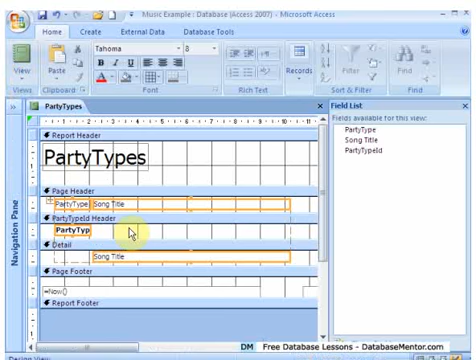 Music Example : Database (Access 2007) - Microsoft Access
Home Create External Data Database Tools
View
Paste
Tahoma 8
B I U
Records
Filter
Find
Views Clipboard Font Rich Text Sort & Filter Find
PartyTypes
Field List
Fields available for this view:
PartyType
Song Title
PartyTypeId
Report Header
PartyTypes
Page Header
PartyType Song Title
PartyTypeId Header
PartyTyp
Detail
Song Title
Page Footer
=Now()
Report Footer
Navigation Pane
DM Free Database Lessons - DatabaseMentor.com
Design View